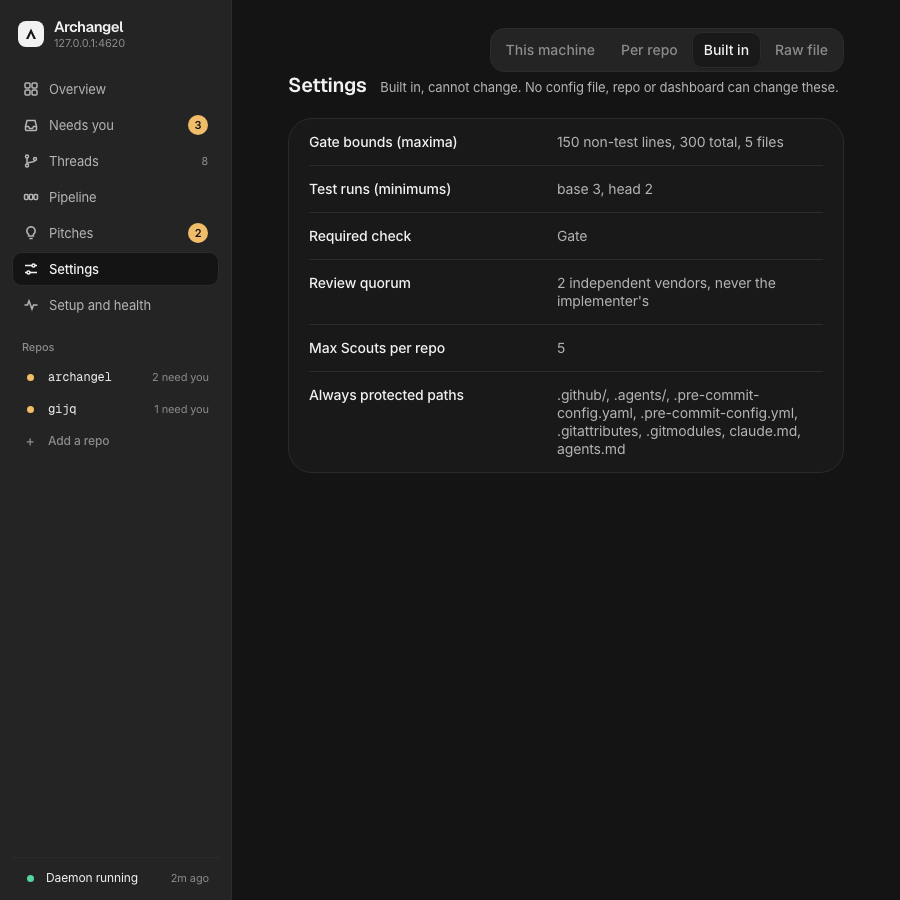 Archangel
127.0.0.1:4620
Overview
Needs you 3
Threads 8
Pipeline
Pitches 2
Settings
Setup and health
Repos
archangel 2 need you
gijq 1 need you
+ Add a repo
Daemon running 2m ago
This machine Per repo Built in Raw file
Settings Built in, cannot change. No config file, repo or dashboard can change these.
Gate bounds (maxima) 150 non-test lines, 300 total, 5 files
Test runs (minimums) base 3, head 2
Required check Gate
Review quorum 2 independent vendors, never the
implementer's
Max Scouts per repo 5
Always protected paths .github/, .agents/, .pre-commit-
config.yaml, .pre-commit-config.yml,
.gitattributes, .gitmodules, claude.md,
agents.md